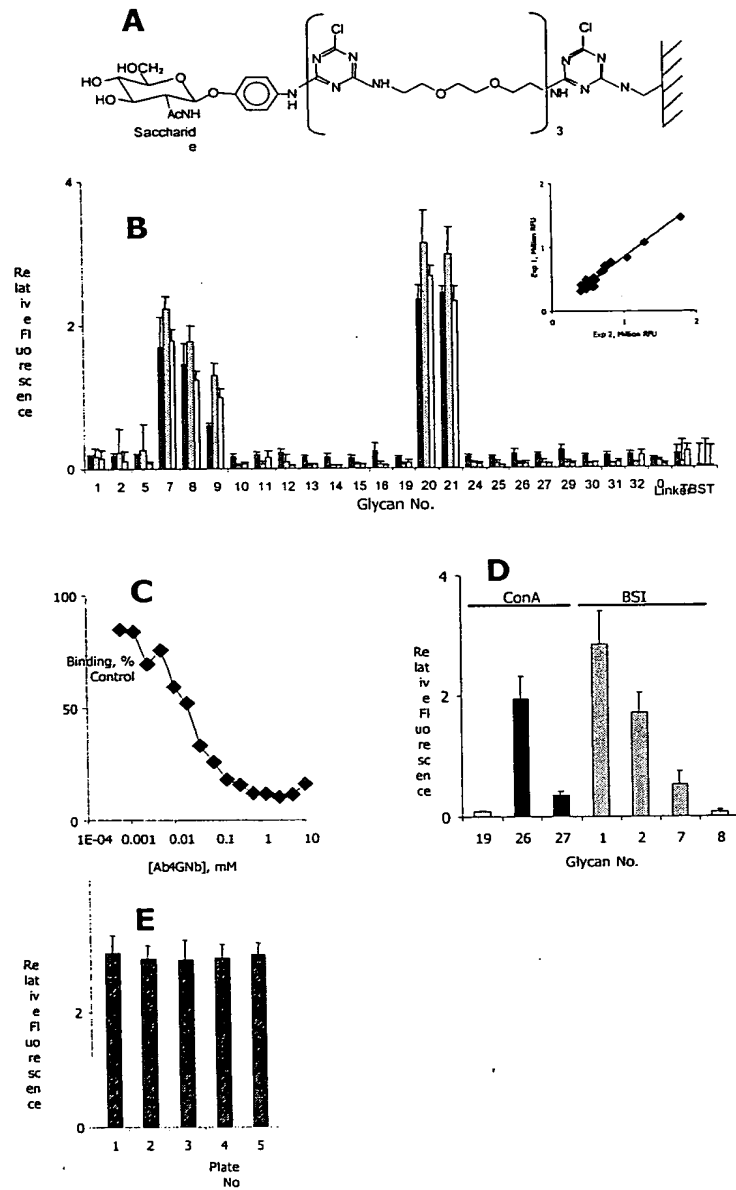 A
Cl
Cl
N
N
N
N
N
N
HOCH2
HO
HO
O
O
AcNH
N
H
NH
O
O
NH
N
3
Saccharid
e
B
4
2
0
Re
lat
iv
e
Fl
uo
re
sc
en
ce
1 2 5 7 8 9 10 11 12 13 14 15 16 19 20 21 24 25 26 27 29 30 31 32 0 TBST
Linker
Glycan No.
2
1
0
0 1 2
Exp 1, Million RFU
Exp 2, Million RFU
C
100
50
0
Binding, %
Control
1E-04 0.001 0.01 0.1 1 10
[Ab4GNb], mM
D
ConA BSI
4
2
0
Re
lat
iv
e
Fl
uo
re
sc
en
ce
19 26 27 1 2 7 8
Glycan No.
E
2
0
Re
lat
iv
e
Fl
uo
re
sc
en
ce
1 2 3 4 5
Plate
No